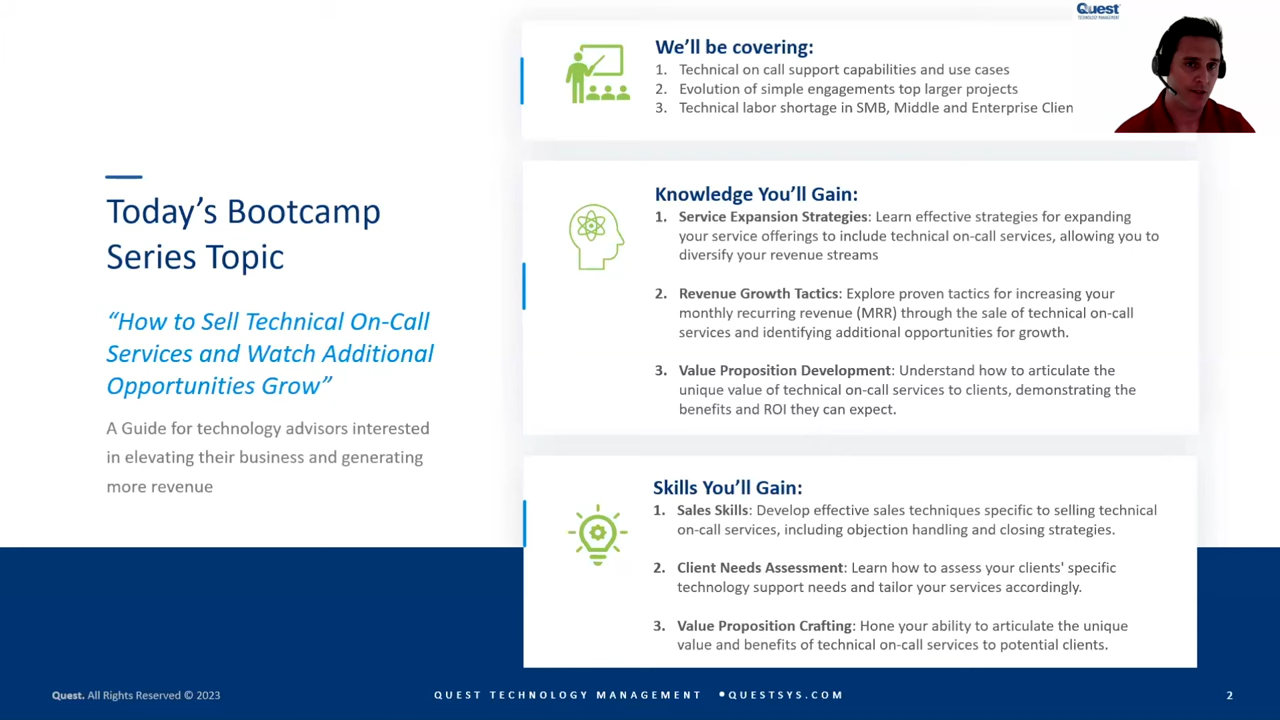 Quest
TECHNOLOGY MANAGEMENT
We'll be covering:
1. Technical on call support capabilities and use cases
2. Evolution of simple engagements top larger projects
3. Technical labor shortage in SMB, Middle and Enterprise Clien
Today's Bootcamp
Series Topic
"How to Sell Technical On-Call
Services and Watch Additional
Opportunities Grow"
A Guide for technology advisors interested
in elevating their business and generating
more revenue
Knowledge You'll Gain:
1. Service Expansion Strategies: Learn effective strategies for expanding
your service offerings to include technical on-call services, allowing you to
diversify your revenue streams
2. Revenue Growth Tactics: Explore proven tactics for increasing your
monthly recurring revenue (MRR) through the sale of technical on-call
services and identifying additional opportunities for growth.
3. Value Proposition Development: Understand how to articulate the
unique value of technical on-call services to clients, demonstrating the
benefits and ROI they can expect.
Skills You'll Gain:
1. Sales Skills: Develop effective sales techniques specific to selling technical
on-call services, including objection handling and closing strategies.
2. Client Needs Assessment: Learn how to assess your clients' specific
technology support needs and tailor your services accordingly.
3. Value Proposition Crafting: Hone your ability to articulate the unique
value and benefits of technical on-call services to potential clients.
Quest. All Rights Reserved © 2023
QUEST TECHNOLOGY MANAGEMENT •QUESTSYS.COM
2